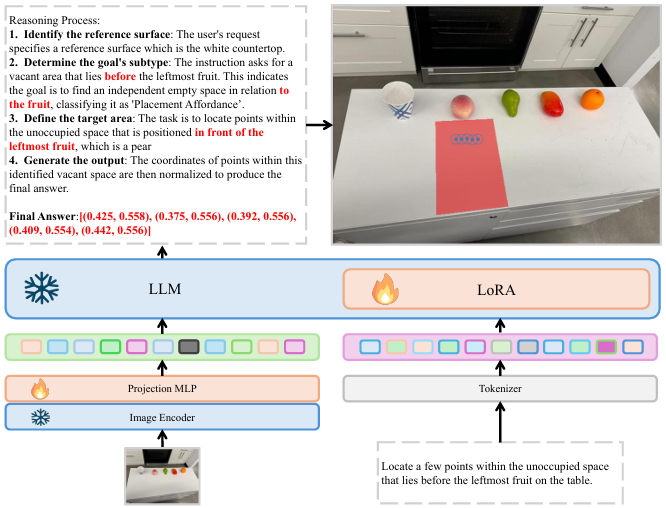 Reasoning Process:
1. Identify the reference surface: The user's request
specifies a reference surface which is the white countertop.
2. Determine the goal's subtype: The instruction asks for a
vacant area that lies before the leftmost fruit. This indicates
the goal is to find an independent empty space in relation to
the fruit, classifying it as 'Placement Affordance'.
3. Define the target area: The task is to locate points within
the unoccupied space that is positioned in front of the
leftmost fruit, which is a pear
4. Generate the output: The coordinates of points within this
identified vacant space are then normalized to produce the
final answer.
Final Answer:[(0.425, 0.558), (0.375, 0.556), (0.392, 0.556),
(0.409, 0.554), (0.442, 0.556)]
LLM
LoRA
Projection MLP
Image Encoder
Tokenizer
Locate a few points within the unoccupied space
that lies before the leftmost fruit on the table.